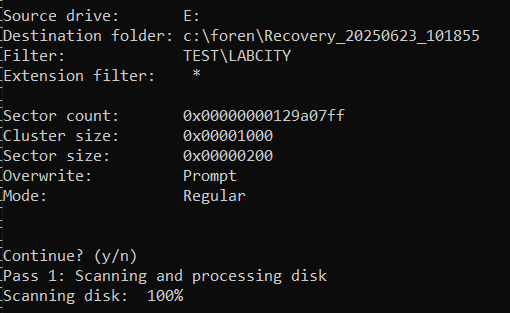 Source drive: E:
Destination folder: c:\foren\Recovery_20250623_101855
Filter: TEST\LABCITY
Extension filter: *
Sector count: 0x00000000129a07ff
Cluster size: 0x00001000
Sector size: 0x00000200
Overwrite: Prompt
Mode: Regular
Continue? (y/n)
Pass 1: Scanning and processing disk
Scanning disk: 100%